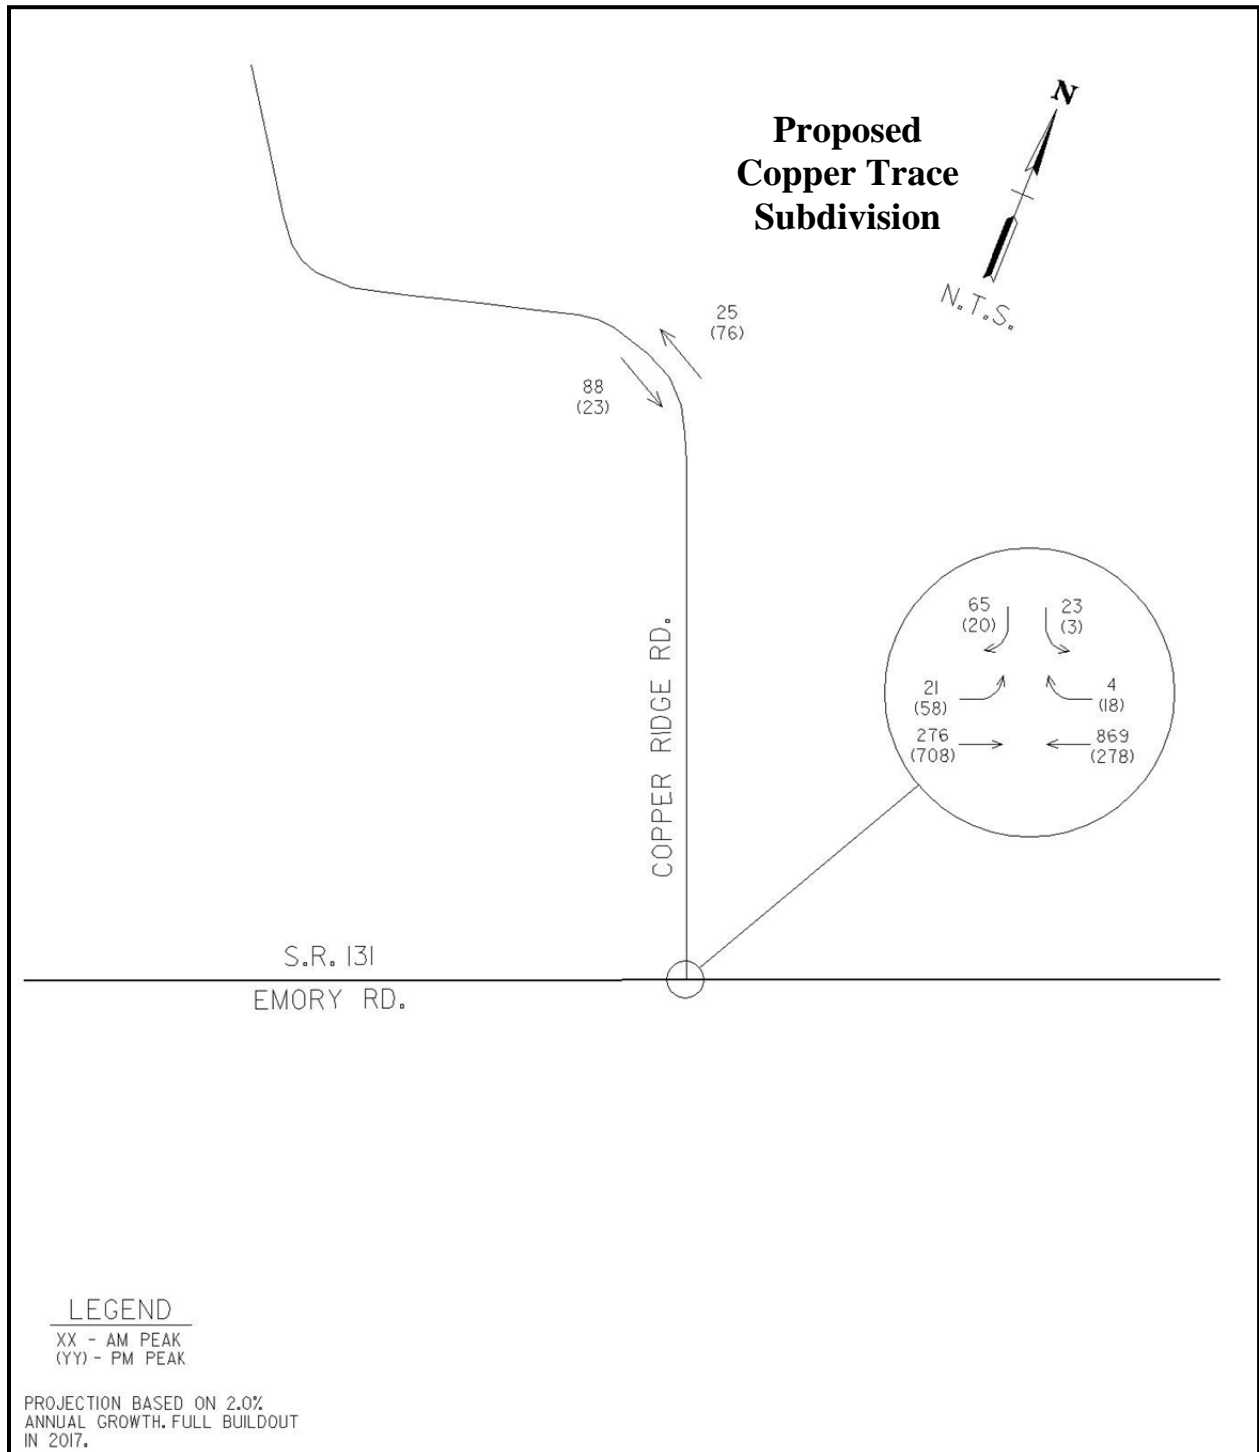 Proposed
Copper Trace
Subdivision
N
N.T.S.
25
(76)
88
(23)
COPPER RIDGE RD.
65
(20)
23
(3)
21
(58)
4
(18)
276
(708)
869
(278)
S.R. 131
EMORY RD.
LEGEND
XX - AM PEAK
(YY) - PM PEAK
PROJECTION BASED ON 2.0%
ANNUAL GROWTH. FULL BUILDOUT
IN 2017.